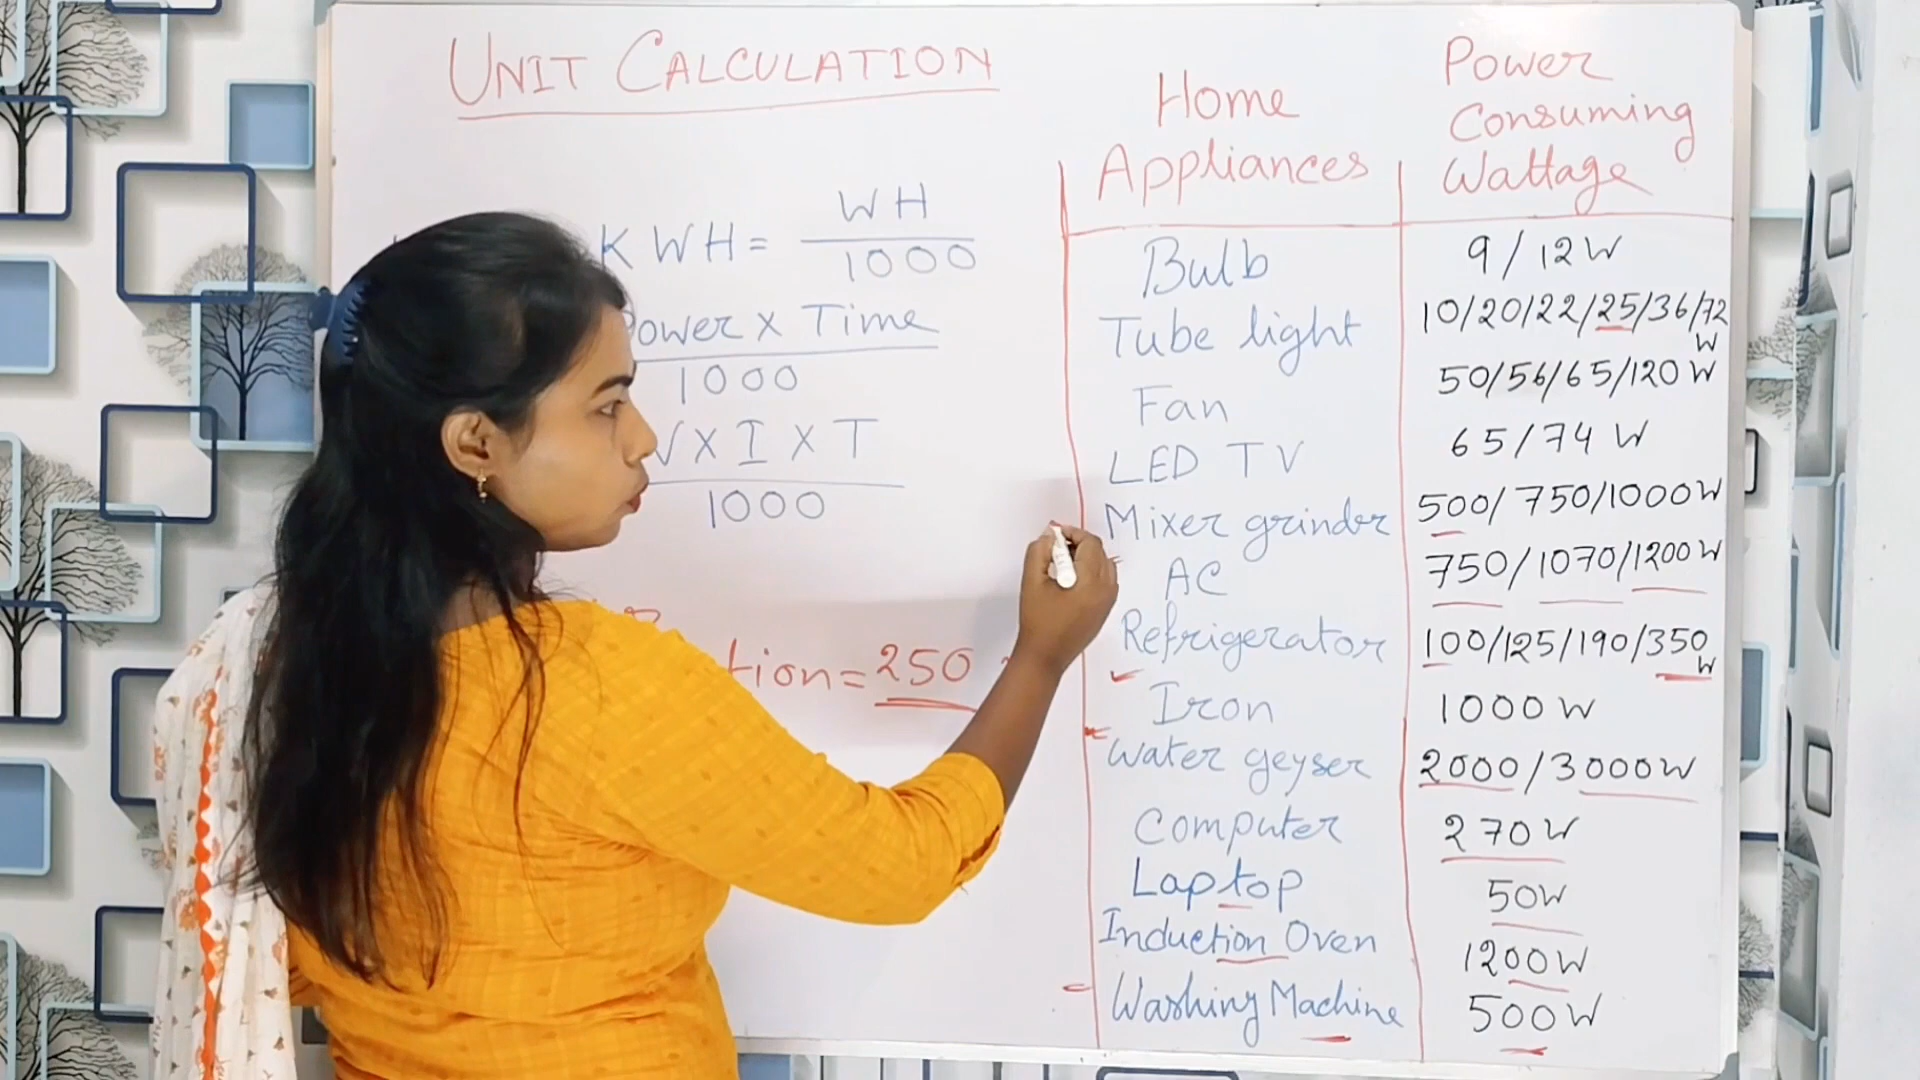 UNIT CALCULATION
KWH = WH
1000
Power X Time
1000
V X I X T
1000
tion = 250
Home
Appliances
Power
Consuming
Wattage
Bulb 9/12W
Tube light 10/20/22/25/36/72
W
Fan 50/56/65/120 W
LED TV 65/74 W
Mixer grinder 500/750/1000W
AC 750/1070/1200W
Refrigerator 100/125/190/350
W
Iron 1000W
Water geyser 2000/3000W
Computer 270W
Laptop 50W
Induction Oven 1200W
Washing Machine 500W